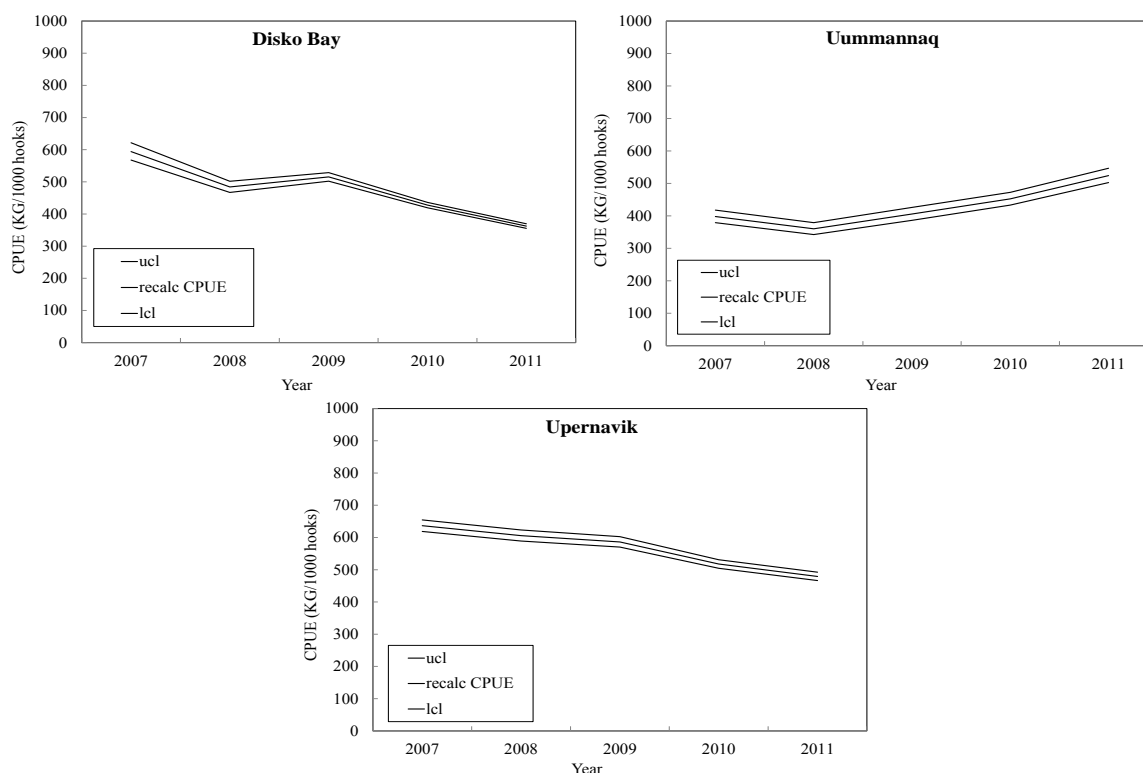 Disko Bay
CPUE (KG/1000 hooks)
1000
900
800
700
600
500
400
300
200
100
0
ucl
recalc CPUE
lcl
2007 2008 2009 2010 2011
Year
Uummannaq
CPUE (KG/1000 hooks)
1000
900
800
700
600
500
400
300
200
100
0
ucl
recalc CPUE
lcl
2007 2008 2009 2010 2011
Year
Upernavik
CPUE (KG/1000 hooks)
1000
900
800
700
600
500
400
300
200
100
0
ucl
recalc CPUE
lcl
2007 2008 2009 2010 2011
Year